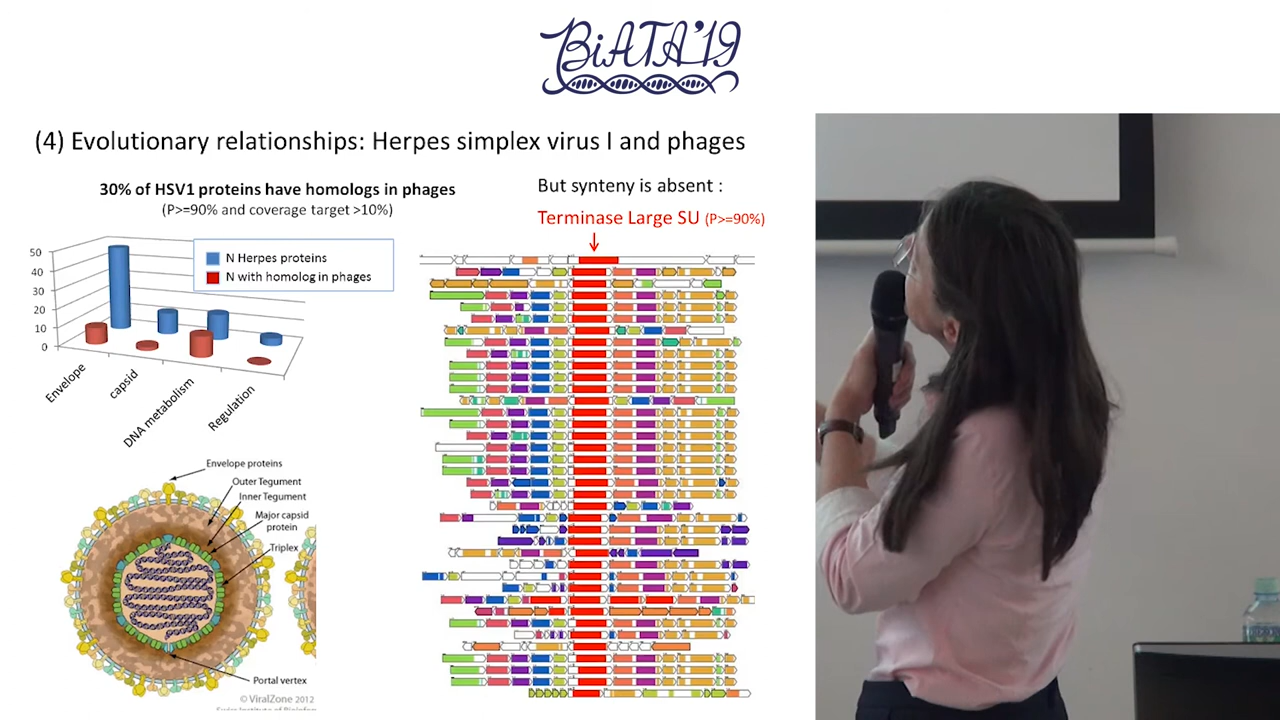 BiATA'19
(4) Evolutionary relationships: Herpes simplex virus I and phages
30% of HSV1 proteins have homologs in phages
(P>=90% and coverage target >10%)
But synteny is absent :
Terminase Large SU (P>=90%)
N Herpes proteins
N with homolog in phages
50
40
30
20
10
0
Envelope
capsid
DNA metabolism
Regulation
Envelope proteins
Outer Tegument
Inner Tegument
Major capsid
protein
Triplex
Portal vertex
© ViralZone 2012